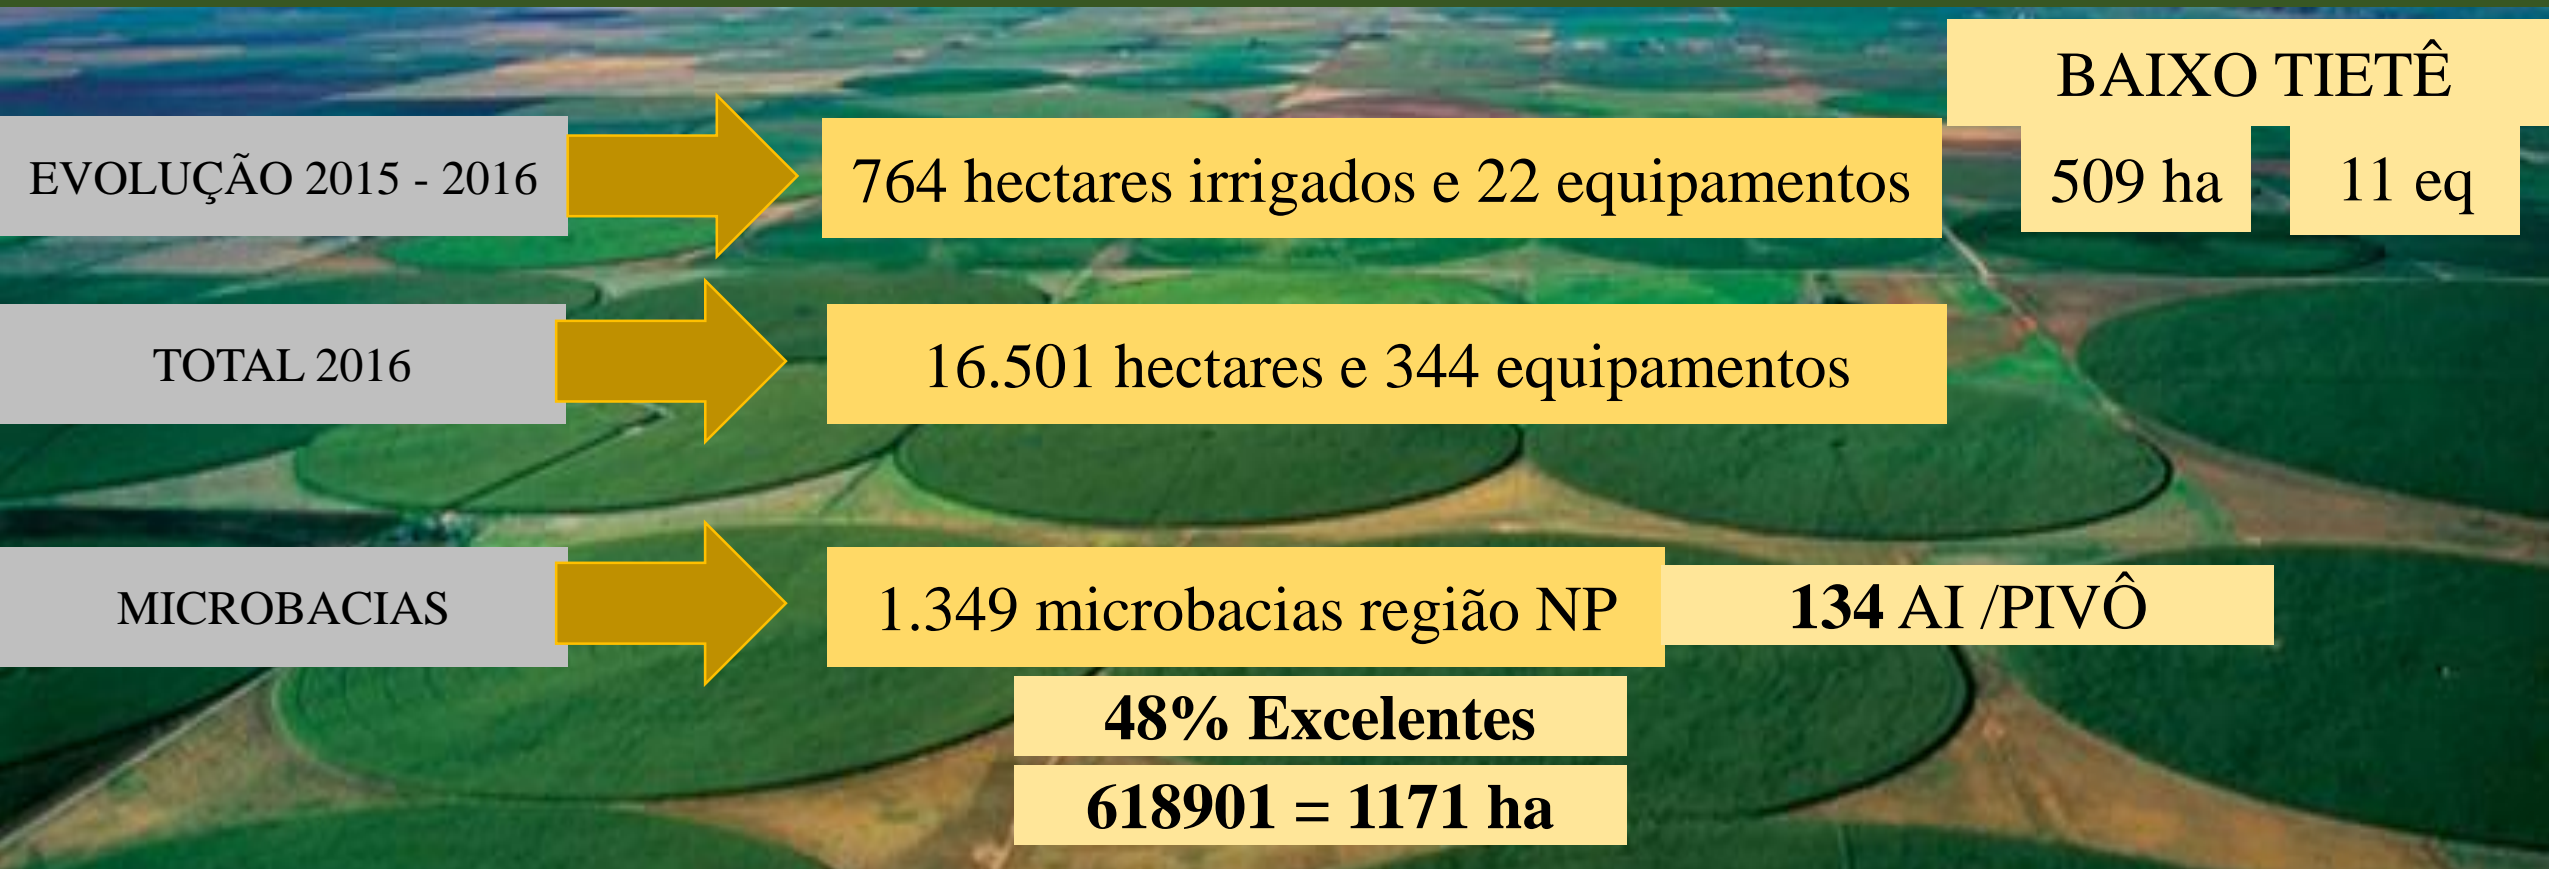 BAIXO TIETÊ
EVOLUÇÃO 2015 - 2016
764 hectares irrigados e 22 equipamentos
509 ha
11 eq
TOTAL 2016
16.501 hectares e 344 equipamentos
MICROBACIAS
1.349 microbacias região NP
134 AI /PIVÔ
48% Excelentes
618901 = 1171 ha